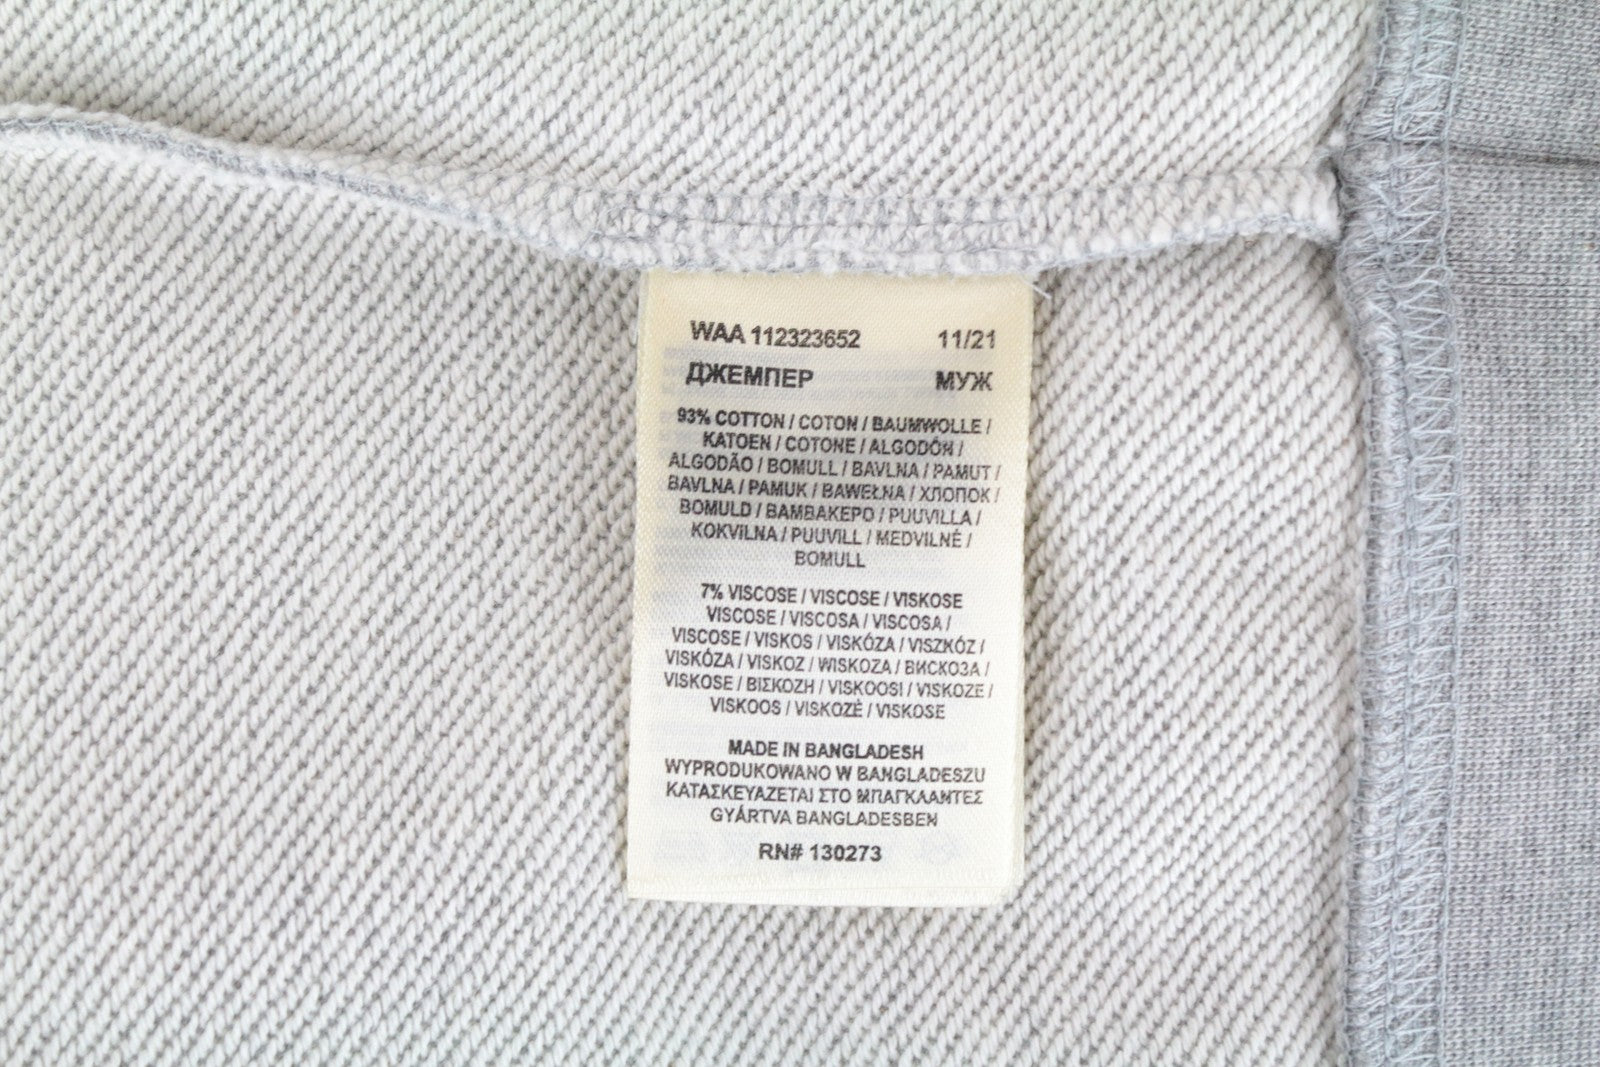 WAA 112323652 11/21
ДЖЕМПЕР МУЖ
93% COTTON / COTON / BAUMWOLLE /
KATOEN / COTONE / ALGODÓN /
ALGODÃO / BOMULL / BAVLNA / PAMUT /
BAVLNA / PAMUK / BAWEŁNA / ХЛОПОК /
BOMULD / ΒΑΜΒΑΚΕΡΟ / PUUVILLA /
KOKVILNA / PUUVILL / MEDVILNĖ /
BOMULL
7% VISCOSE / VISCOSE / VISKOSE
VISCOSE / VISCOSA / VISCOSA /
VISCOSE / VISKOS / VISKÓZA / VISZKÓZ /
VISKÓZA / VISKOZ / WISKOZA / ВИСКОЗА /
VISKOSE / ΒΙΣΚΟΖΗ / VISKOOSI / VISKOZE /
VISKOOS / VISKOZĖ / VISKOSE
MADE IN BANGLADESH
WYPRODUKOWANO W BANGLADESZU
ΚΑΤΑΣΚΕΥΑΖΕΤΑΙ ΣΤΟ ΜΠΑΓΚΛΑΝΤΕΣ
GYÁRTVA BANGLADESBEN
RN# 130273